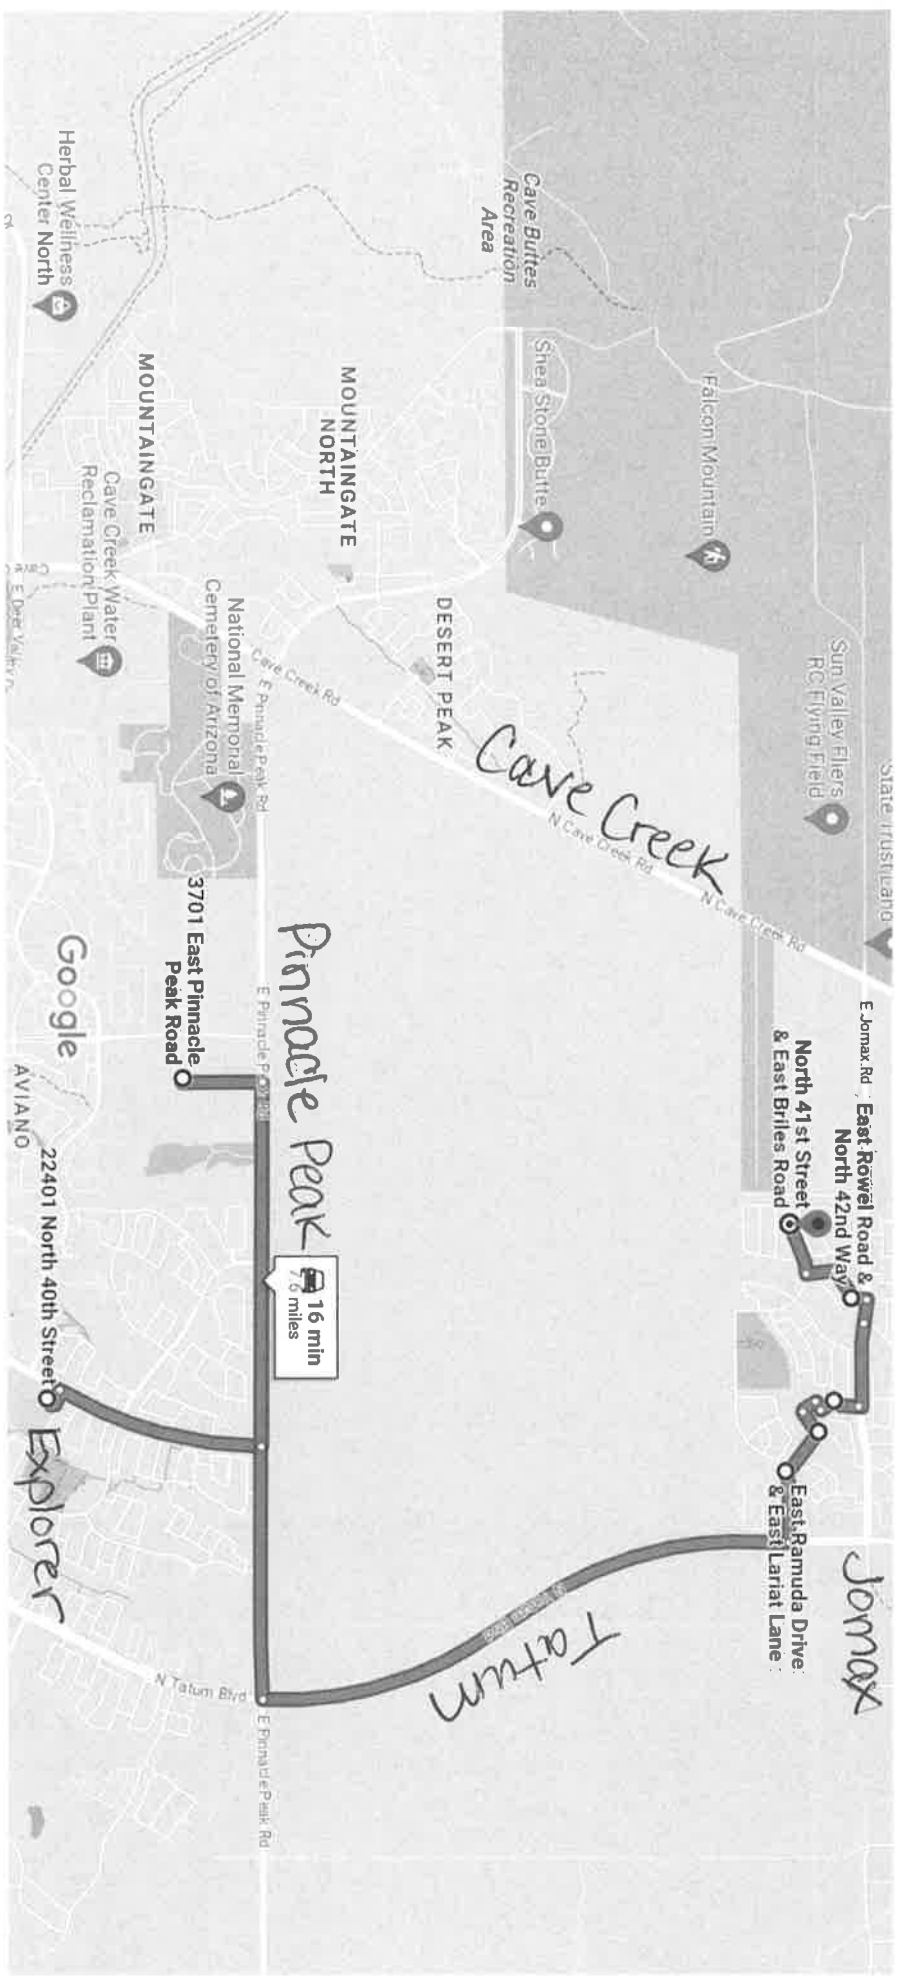 State Trust Land
Sun Valley Fliers
RC Flying Field
Falcon Mountain
Shea Stone Butte
Cave Buttes
Recreation
Area
MOUNTAINGATE
NORTH
MOUNTAINGATE
DESERT PEAK
Herbal Wellness
Center North
Cave Creek Water
Reclamation Plant
National Memorial
Cemetery of Arizona
Cave Creek Rd
E Pinnacle Peak Rd
Cave Creek
N Cave Creek Rd
N Cave Creek Rd
E Jomax Rd
East Rowel Road &
North 42nd Way
North 41st Street
& East Briles Road
East Ramuda Drive
& East Lariat Lane
Jomax
Tatum
Pinnacle Peak
3701 East Pinnacle
Peak Road
16 min
7.6 miles
Google
AVIANO
22401 North 40th Street
Explorer
N Tatum Blvd
E Pinnacle Peak Rd